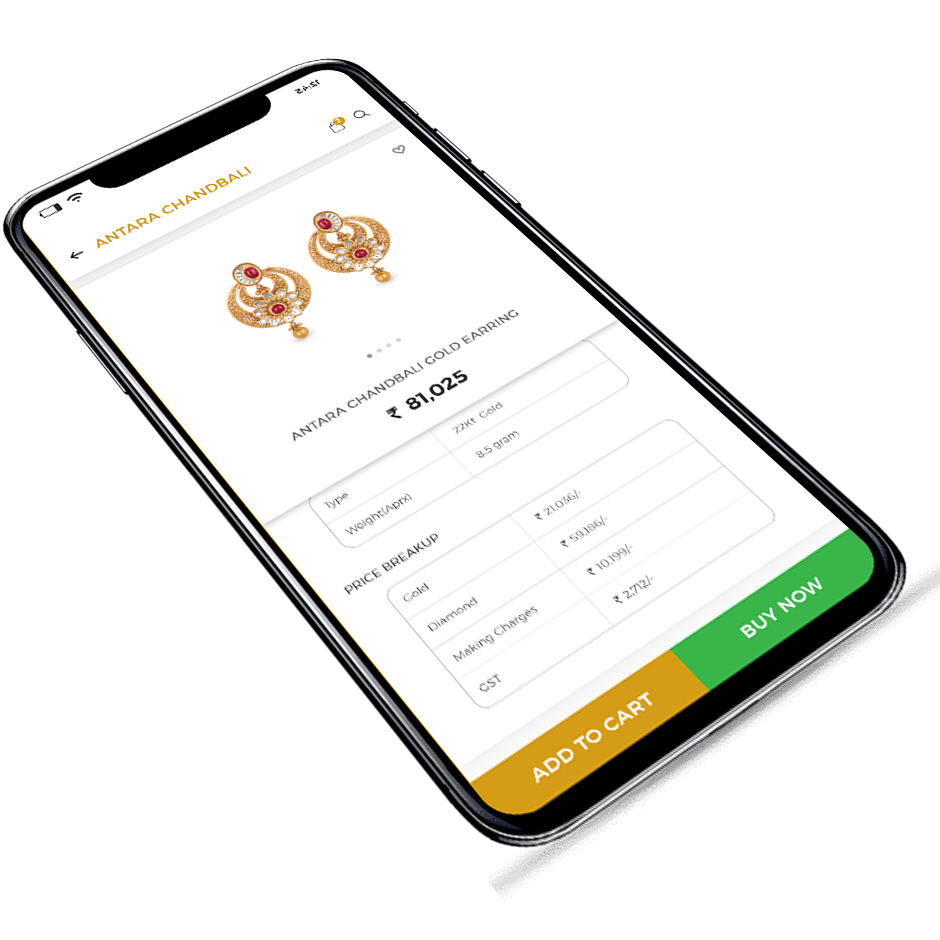 12:45
2
ANTARA CHANDBALI
ANTARA CHANDBALI GOLD EARRING
₹ 81,025
Type 22Kt Gold
Weight(Aprx) 8.5 gram
PRICE BREAKUP
Gold ₹ 21,036/-
Diamond ₹ 59,186/-
Making Charges ₹ 10,199/-
GST ₹ 2,712/-
ADD TO CART
BUY NOW